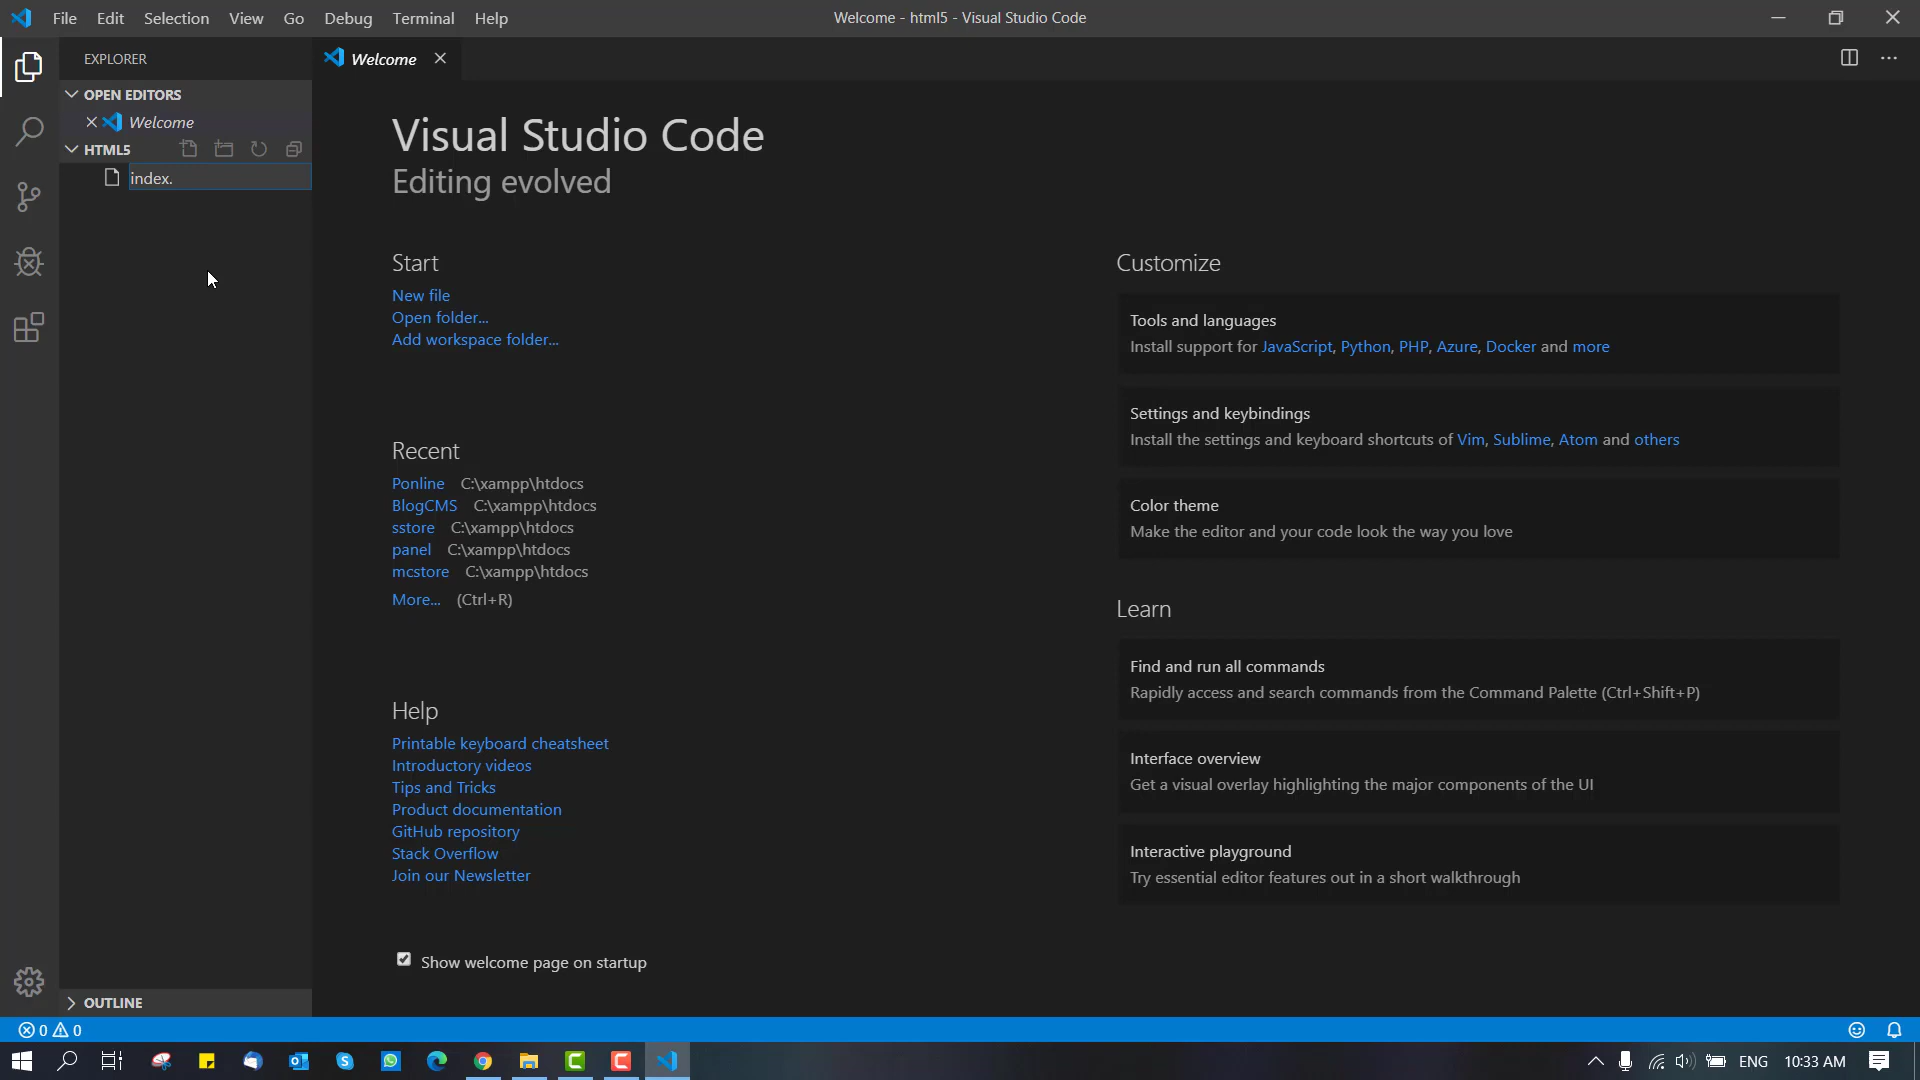 File Edit Selection View Go Debug Terminal Help
Welcome - html5 - Visual Studio Code
EXPLORER
Welcome
OPEN EDITORS
Welcome
HTML5
index.
Visual Studio Code
Editing evolved
Start
New file
Open folder...
Add workspace folder...
Recent
Ponline C:\xampp\htdocs
BlogCMS C:\xampp\htdocs
sstore C:\xampp\htdocs
panel C:\xampp\htdocs
mcstore C:\xampp\htdocs
More... (Ctrl+R)
Help
Printable keyboard cheatsheet
Introductory videos
Tips and Tricks
Product documentation
GitHub repository
Stack Overflow
Join our Newsletter
Show welcome page on startup
Customize
Tools and languages
Install support for JavaScript, Python, PHP, Azure, Docker and more
Settings and keybindings
Install the settings and keyboard shortcuts of Vim, Sublime, Atom and others
Color theme
Make the editor and your code look the way you love
Learn
Find and run all commands
Rapidly access and search commands from the Command Palette (Ctrl+Shift+P)
Interface overview
Get a visual overlay highlighting the major components of the UI
Interactive playground
Try essential editor features out in a short walkthrough
OUTLINE
0 0
ENG 10:33 AM